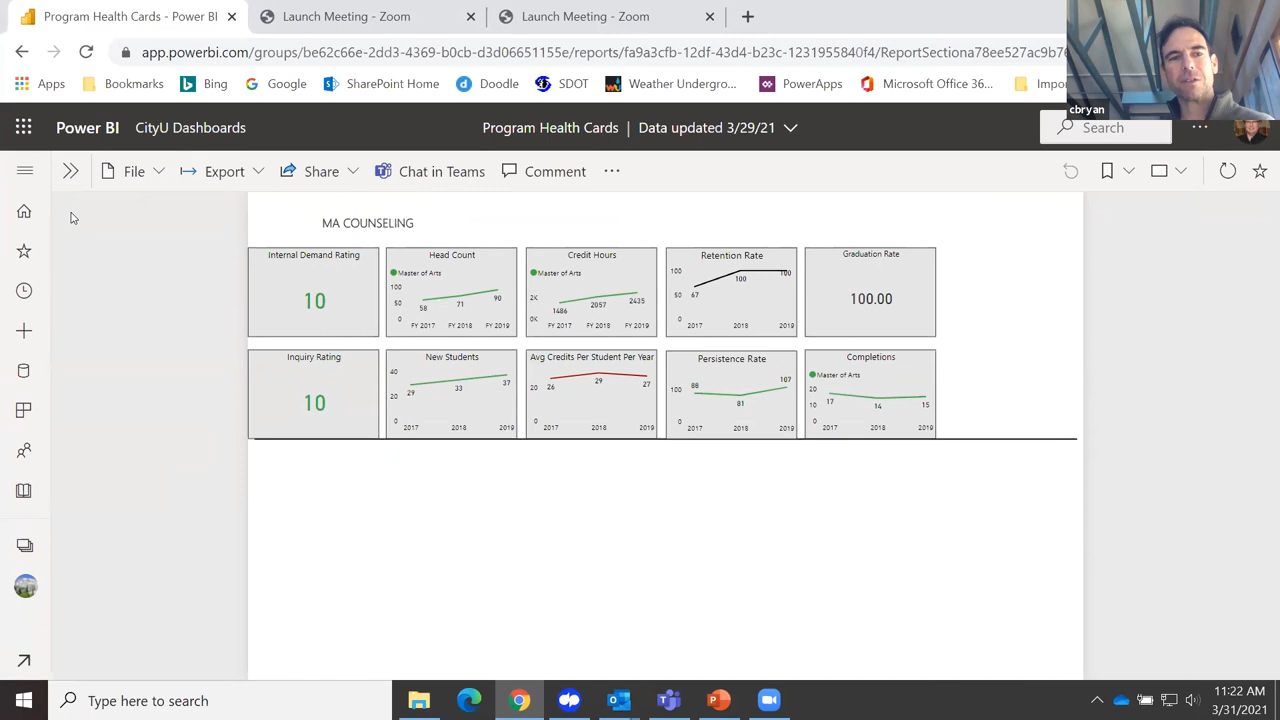 Program Health Cards - Power BI
Launch Meeting - Zoom
Launch Meeting - Zoom
app.powerbi.com/groups/be62c66e-2dd3-4369-b0cb-d3d06651155e/reports/fa9a3cfb-12df-43d4-b23c-1231955840f4/ReportSectiona78ee527ac9b76
Apps
Bookmarks
Bing
Google
SharePoint Home
Doodle
SDOT
Weather Undergro...
PowerApps
Microsoft Office 36...
Impo
cbryan
Power BI
CityU Dashboards
Program Health Cards | Data updated 3/29/21
Search
File
Export
Share
Chat in Teams
Comment
MA COUNSELING
Internal Demand Rating
10
Head Count
Master of Arts
100
50
0
58
71
90
FY 2017 FY 2018 FY 2019
Credit Hours
Master of Arts
2K
0K
1486
2057
2435
FY 2017 FY 2018 FY 2019
Retention Rate
100
50
0
67
100
100
2017 2018 2019
Graduation Rate
100.00
Inquiry Rating
10
New Students
40
20
0
29
33
37
2017 2018 2019
Avg Credits Per Student Per Year
20
0
26
29
27
2017 2018 2019
Persistence Rate
100
0
88
81
107
2017 2018 2019
Completions
Master of Arts
20
10
0
17
14
15
2017 2018 2019
Type here to search
11:22 AM
3/31/2021